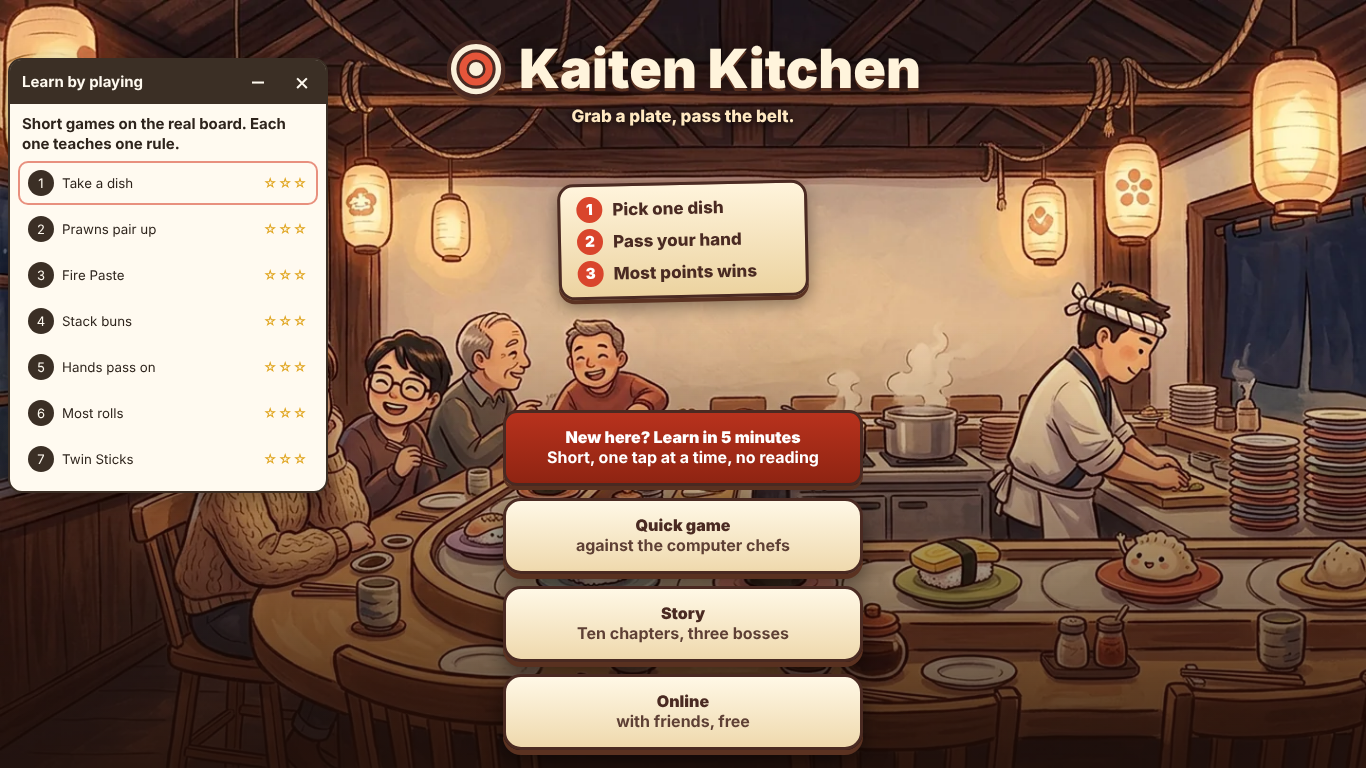 Kaiten Kitchen
Grab a plate, pass the belt.
Learn by playing
Short games on the real board. Each
one teaches one rule.
1 Take a dish ☆☆☆
2 Prawns pair up ☆☆☆
3 Fire Paste ☆☆☆
4 Stack buns ☆☆☆
5 Hands pass on ☆☆☆
6 Most rolls ☆☆☆
7 Twin Sticks ☆☆☆
1 Pick one dish
2 Pass your hand
3 Most points wins
New here? Learn in 5 minutes
Short, one tap at a time, no reading
Quick game
against the computer chefs
Story
Ten chapters, three bosses
Online
with friends, free